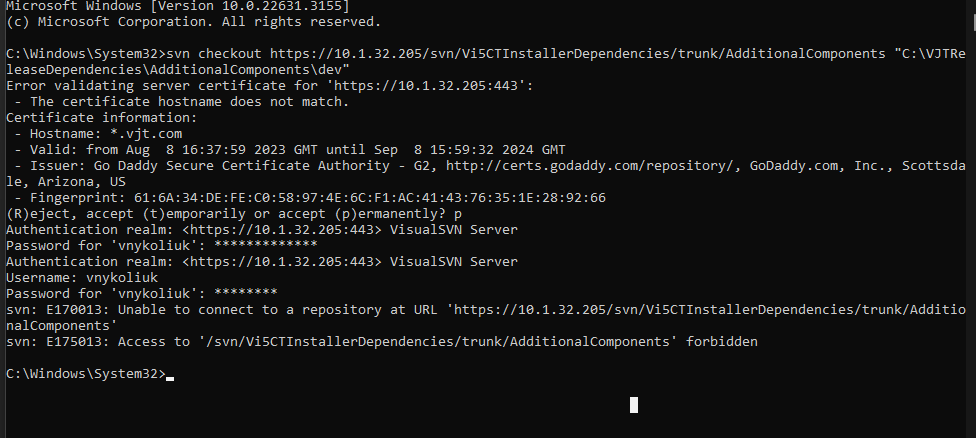 Microsoft Windows [Version 10.0.22631.3155]
(c) Microsoft Corporation. All rights reserved.
C:\Windows\System32>svn checkout https://10.1.32.205/svn/Vi5CTInstallerDependencies/trunk/AdditionalComponents "C:\VJTRe
leaseDependencies\AdditionalComponents\dev"
Error validating server certificate for 'https://10.1.32.205:443':
 - The certificate hostname does not match.
Certificate information:
 - Hostname: *.vjt.com
 - Valid: from Aug  8 16:37:59 2023 GMT until Sep  8 15:59:32 2024 GMT
 - Issuer: Go Daddy Secure Certificate Authority - G2, http://certs.godaddy.com/repository/, GoDaddy.com, Inc., Scottsda
le, Arizona, US
 - Fingerprint: 61:6A:34:DE:FE:C0:58:97:4E:6C:F1:AC:41:43:76:35:1E:28:92:66
(R)eject, accept (t)emporarily or accept (p)ermanently? p
Authentication realm: <https://10.1.32.205:443> VisualSVN Server
Password for 'vnykoliuk': *************
Authentication realm: <https://10.1.32.205:443> VisualSVN Server
Username: vnykoliuk
Password for 'vnykoliuk': ********
svn: E170013: Unable to connect to a repository at URL 'https://10.1.32.205/svn/Vi5CTInstallerDependencies/trunk/Additio
nalComponents'
svn: E175013: Access to '/svn/Vi5CTInstallerDependencies/trunk/AdditionalComponents' forbidden
C:\Windows\System32>